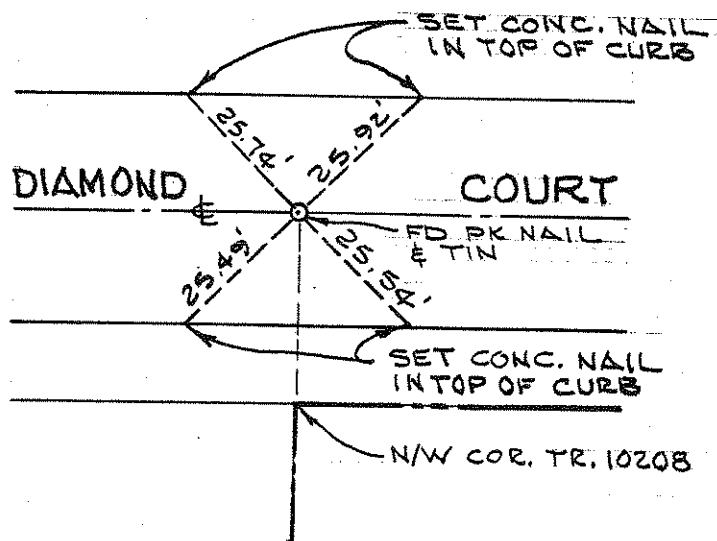 SET CONC. NAIL
IN TOP OF CURB
25.74'
25.92'
DIAMOND ℄ COURT
FD PK NAIL
& TIN
25.49'
25.54'
SET CONC. NAIL
IN TOP OF CURB
N/W COR. TR. 10208